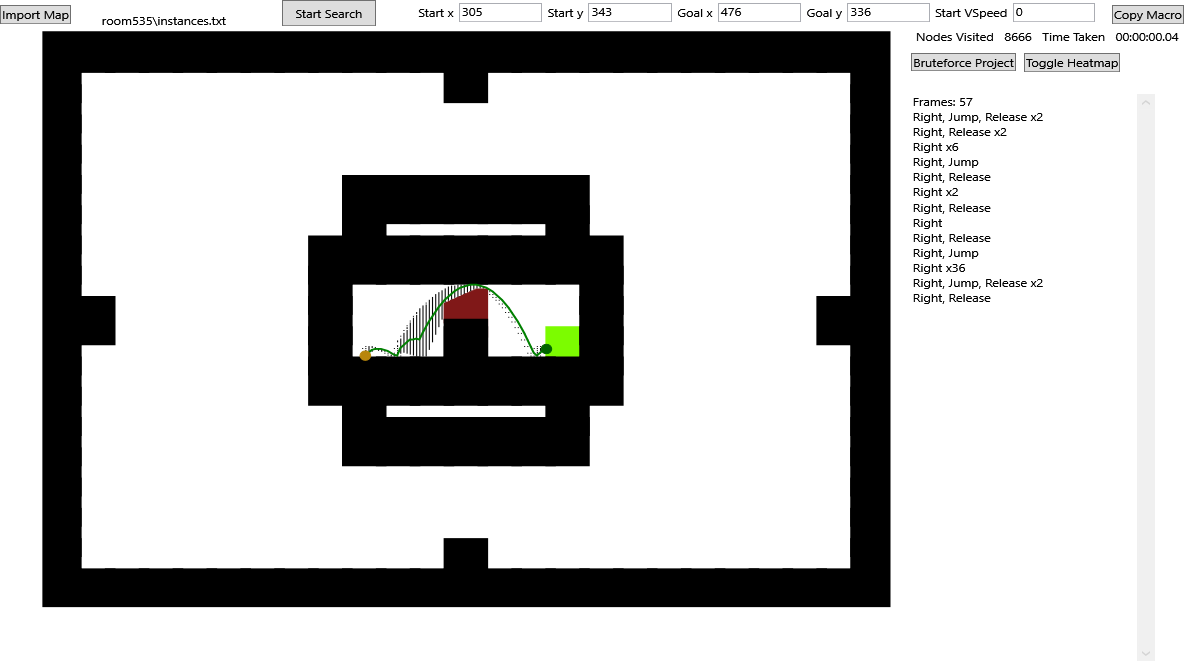 Import Map
room535\instances.txt
Start Search
Start x 305 Start y 343 Goal x 476 Goal y 336 Start VSpeed 0
Copy Macro
Nodes Visited 8666 Time Taken 00:00:00.04
Bruteforce Project Toggle Heatmap
Frames: 57
Right, Jump, Release x2
Right, Release x2
Right x6
Right, Jump
Right, Release
Right x2
Right, Release
Right
Right, Release
Right, Jump
Right x36
Right, Jump, Release x2
Right, Release